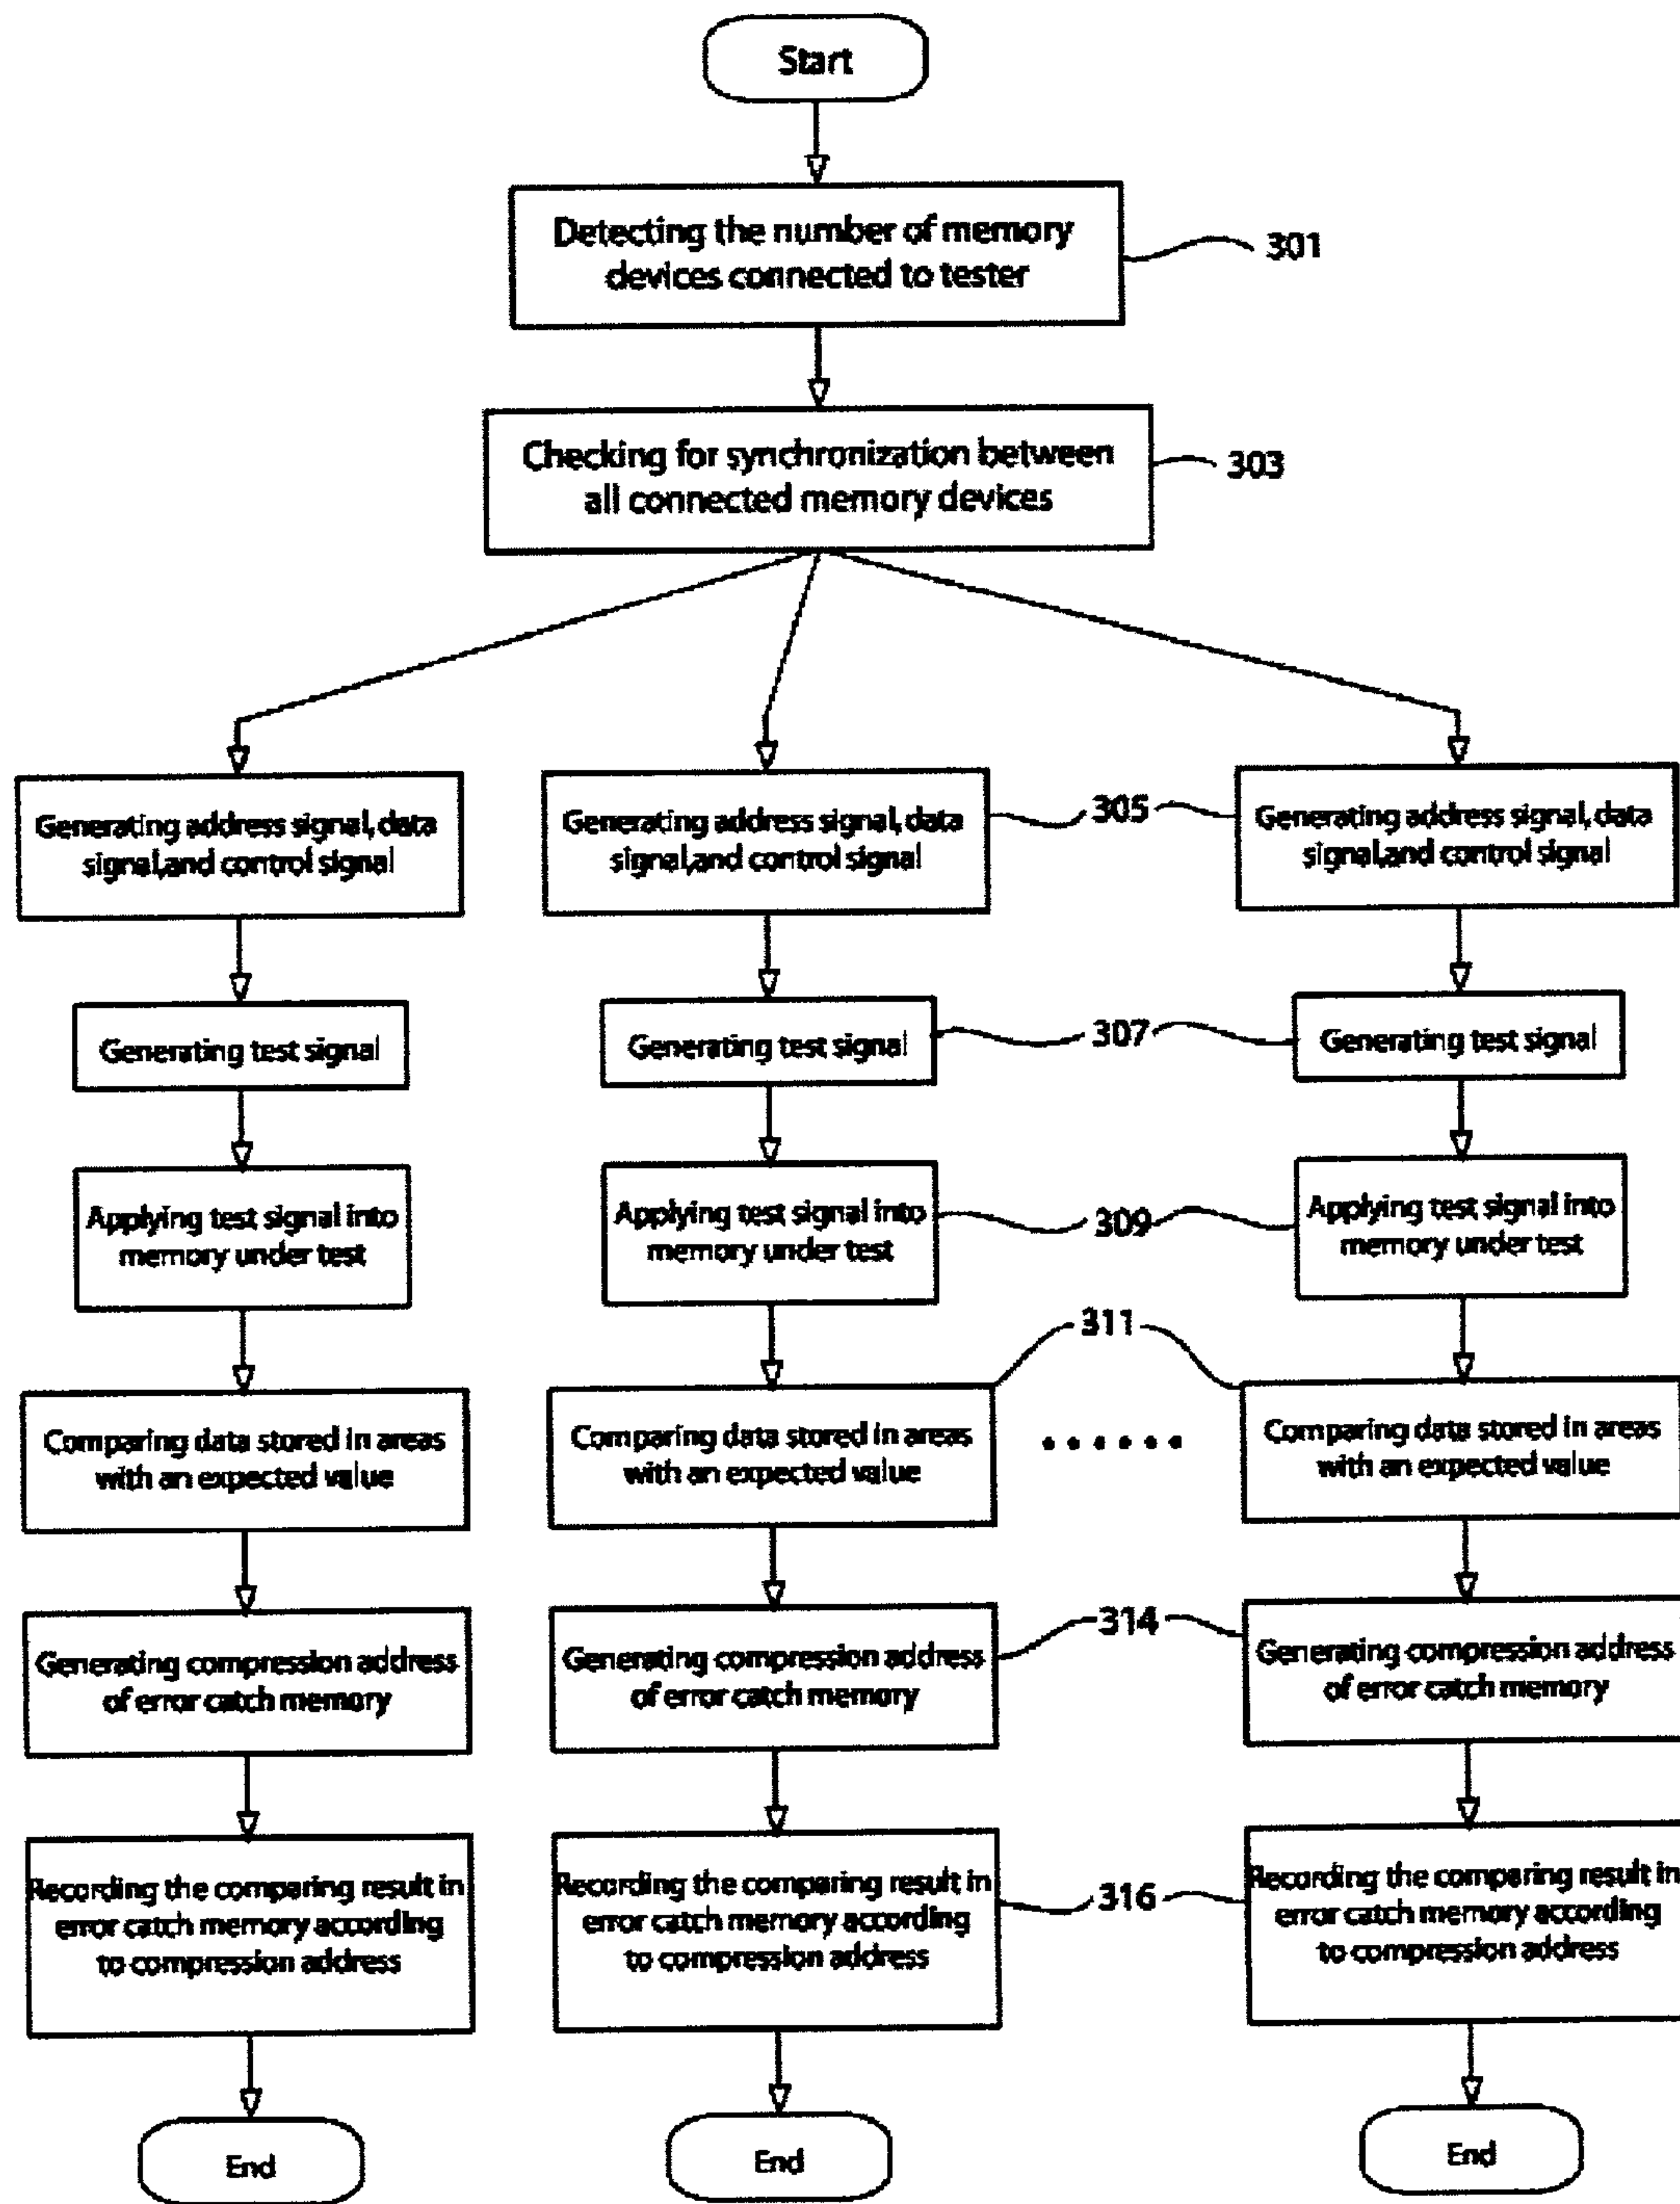 Start
Detecting the number of memory
devices connected to tester
301
Checking for synchronization between
all connected memory devices
303
Generating address signal, data
signal, and control signal
Generating address signal, data
signal, and control signal
305
Generating address signal, data
signal, and control signal
Generating test signal
Generating test signal
307
Generating test signal
Applying test signal into
memory under test
Applying test signal into
memory under test
309
Applying test signal into
memory under test
311
Comparing data stored in areas
with an expected value
Comparing data stored in areas
with an expected value
......
Comparing data stored in areas
with an expected value
Generating compression address
of error catch memory
Generating compression address
of error catch memory
314
Generating compression address
of error catch memory
Recording the comparing result in
error catch memory according
to compression address
Recording the comparing result in
error catch memory according
to compression address
316
Recording the comparing result in
error catch memory according
to compression address
End
End
End